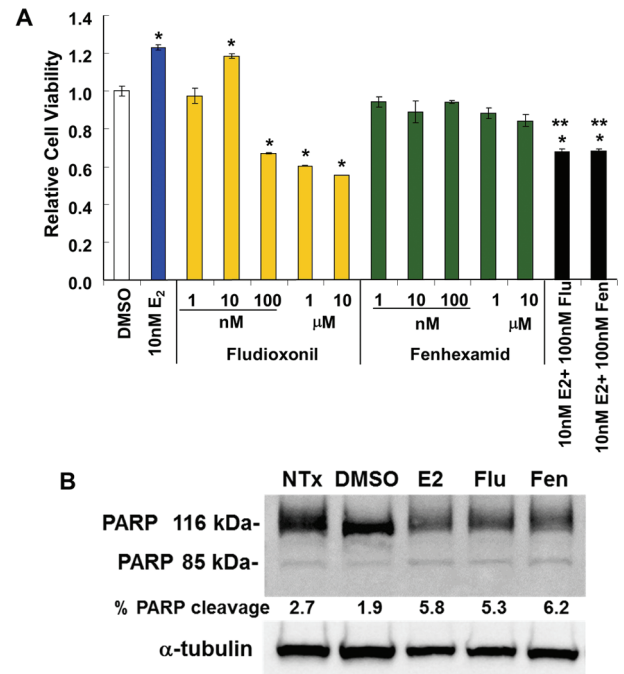 A
Relative Cell Viability
1.4
1.2
1.0
0.8
0.6
0.4
0.2
0.0
* * * * * ** * ** *
DMSO
10nM E₂
1 10 100 1 10
nM µM
Fludioxonil
1 10 100 1 10
nM µM
Fenhexamid
10nM E2+ 100nM Flu
10nM E2+ 100nM Fen
B
NTx DMSO E2 Flu Fen
PARP 116 kDa-
PARP 85 kDa-
% PARP cleavage 2.7 1.9 5.8 5.3 6.2
α-tubulin